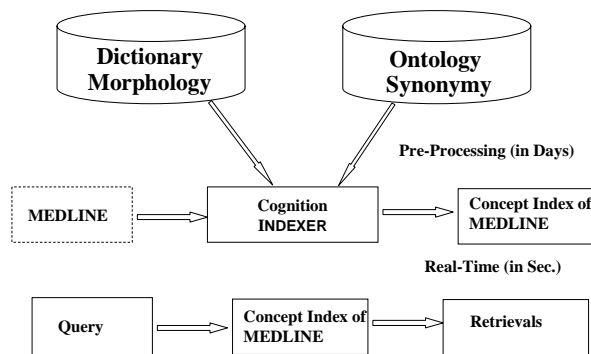 Dictionary
Morphology
Ontology
Synonymy
Pre-Processing (in Days)
MEDLINE
Cognition
INDEXER
Concept Index of
MEDLINE
Real-Time (in Sec.)
Query
Concept Index of
MEDLINE
Retrievals